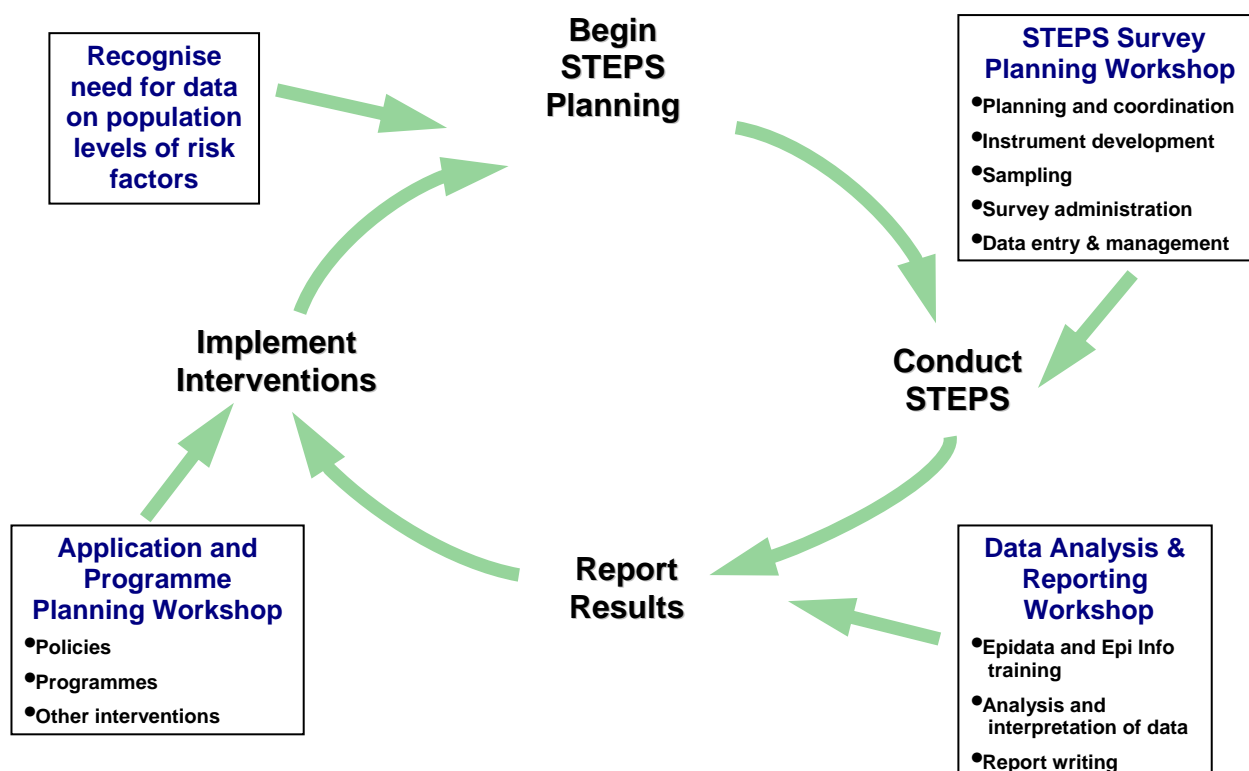 Recognise
need for data
on population
levels of risk
factors
Begin
STEPS
Planning
STEPS Survey
Planning Workshop
•Planning and coordination
•Instrument development
•Sampling
•Survey administration
•Data entry & management
Implement
Interventions
Conduct
STEPS
Application and
Programme
Planning Workshop
•Policies
•Programmes
•Other interventions
Report
Results
Data Analysis &
Reporting
Workshop
•Epidata and Epi Info
training
•Analysis and
interpretation of data
•Report writing